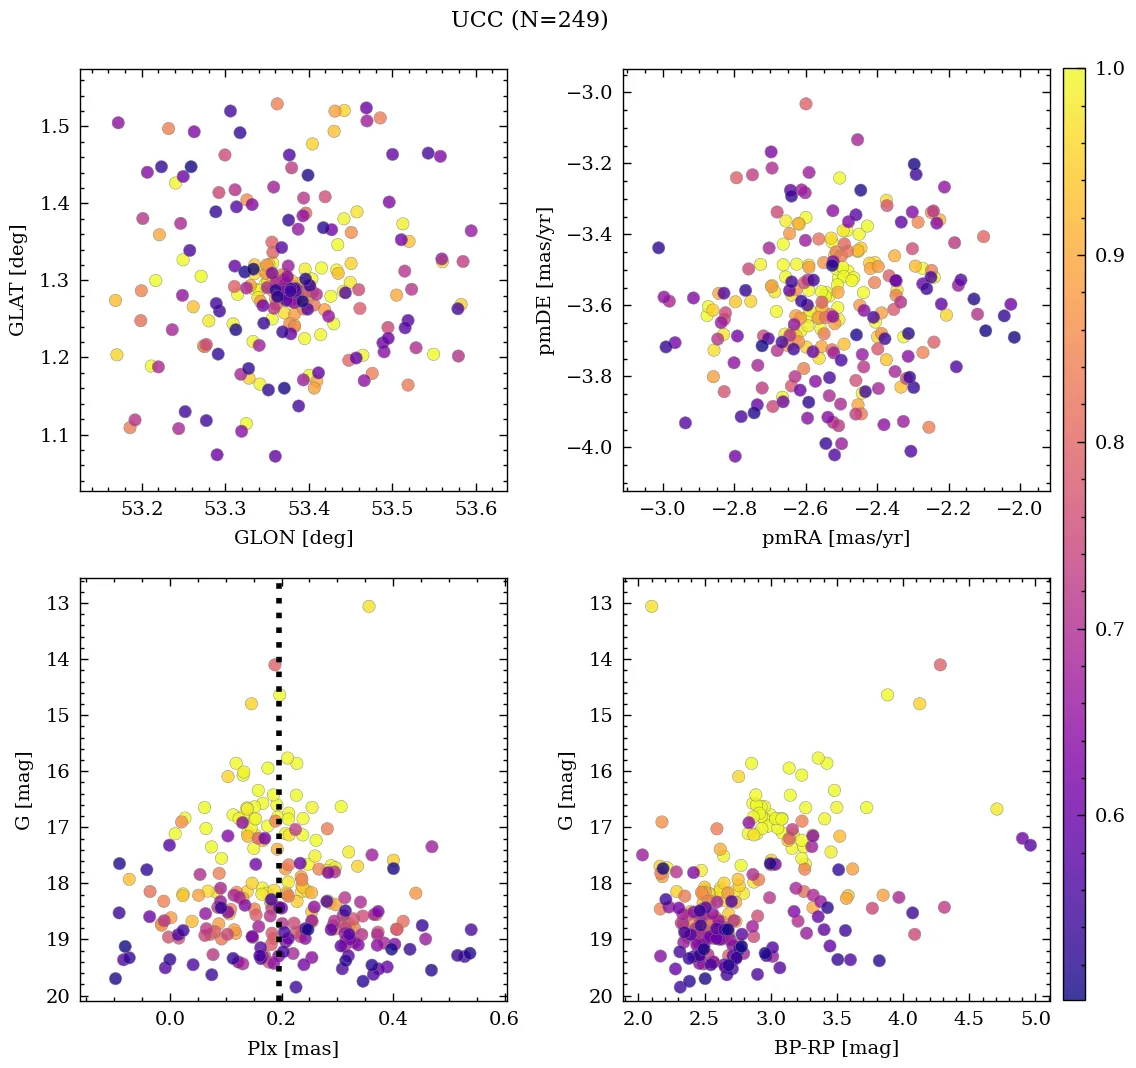 UCC (N=249)
1.5
1.4
1.3
1.2
1.1
GLAT [deg]
53.2 53.3 53.4 53.5 53.6
GLON [deg]
−3.0
−3.2
−3.4
−3.6
−3.8
−4.0
pmDE [mas/yr]
−3.0 −2.8 −2.6 −2.4 −2.2 −2.0
pmRA [mas/yr]
1.0
0.9
0.8
0.7
0.6
13
14
15
16
17
18
19
20
G [mag]
0.0 0.2 0.4 0.6
Plx [mas]
13
14
15
16
17
18
19
20
G [mag]
2.0 2.5 3.0 3.5 4.0 4.5 5.0
BP-RP [mag]